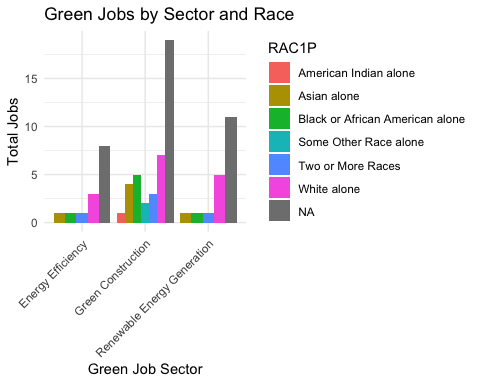 Green Jobs by Sector and Race
Total Jobs
15
10
5
0
Energy Efficiency
Green Construction
Renewable Energy Generation
Green Job Sector
RAC1P
American Indian alone
Asian alone
Black or African American alone
Some Other Race alone
Two or More Races
White alone
NA